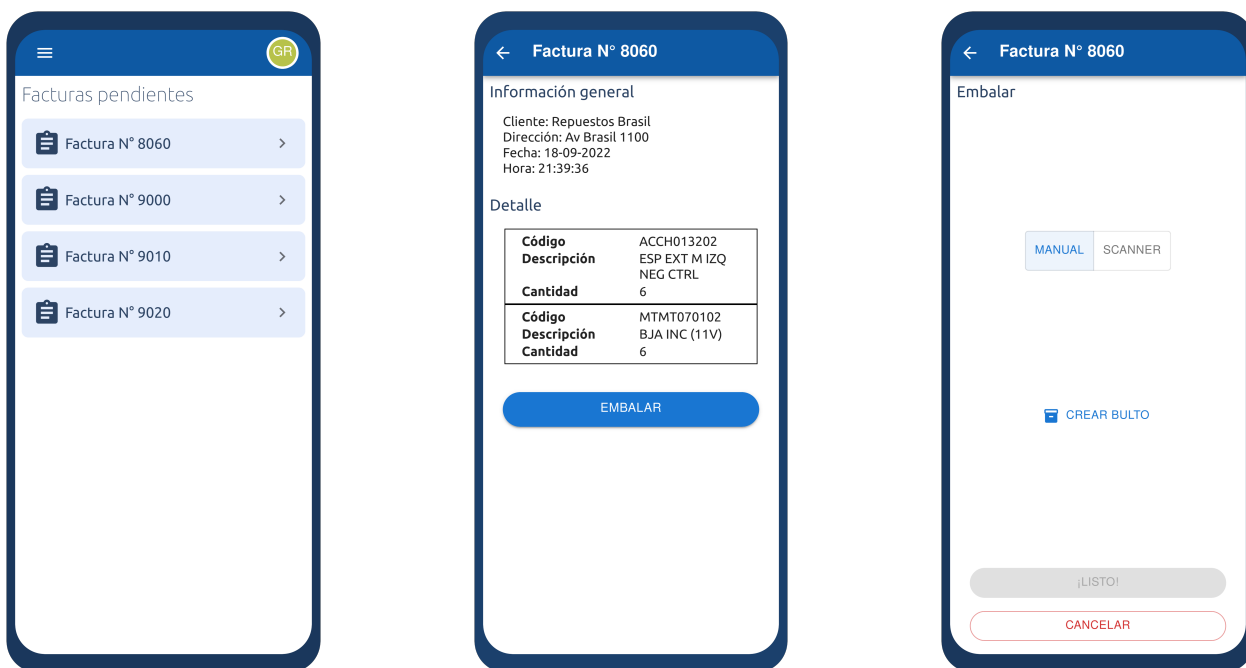 GR
Facturas pendientes
Factura N° 8060
Factura N° 9000
Factura N° 9010
Factura N° 9020
Factura N° 8060
Información general
Cliente: Repuestos Brasil
Dirección: Av Brasil 1100
Fecha: 18-09-2022
Hora: 21:39:36
Detalle
Código ACCH013202
Descripción ESP EXT M IZQ
NEG CTRL
Cantidad 6
Código MTMT070102
Descripción BJA INC (11V)
Cantidad 6
EMBALAR
Factura N° 8060
Embalar
MANUAL SCANNER
CREAR BULTO
¡LISTO!
CANCELAR